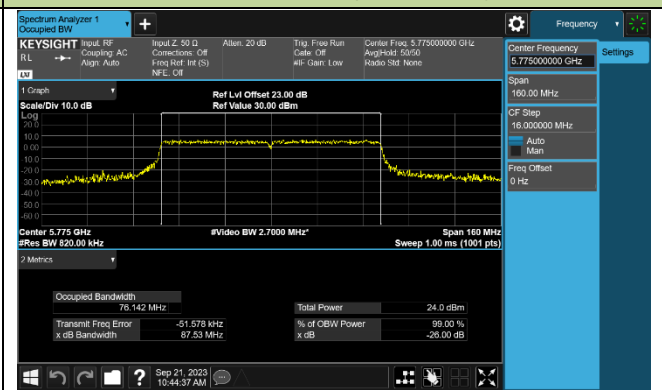 Spectrum Analyzer 1
Occupied BW
Frequency
KEYSIGHT
RL
LXI
Input: RF
Coupling: AC
Align: Auto
Input Z: 50 Ω
Corrections: Off
Freq Ref: Int (S)
NFE: Off
Atten: 20 dB
Trig: Free Run
Gate: Off
#IF Gain: Low
Center Freq: 5.775000000 GHz
Avg|Hold: 50/50
Radio Std: None
Center Frequency
5.775000000 GHz
Settings
Span
160.00 MHz
CF Step
16.000000 MHz
Auto
Man
Freq Offset
0 Hz
1 Graph
Scale/Div 10.0 dB
Ref Lvl Offset 23.00 dB
Ref Value 30.00 dBm
Log
20.0
10.0
0.00
-10.0
-20.0
-30.0
-40.0
-50.0
-60.0
Center 5.775 GHz
#Video BW 2.7000 MHz*
Span 160 MHz
#Res BW 820.00 kHz
Sweep 1.00 ms (1001 pts)
2 Metrics
Occupied Bandwidth
76.142 MHz
Total Power
24.0 dBm
Transmit Freq Error
-51.578 kHz
% of OBW Power
99.00 %
x dB Bandwidth
87.53 MHz
x dB
-26.00 dB
?
Sep 21, 2023
10:44:37 AM